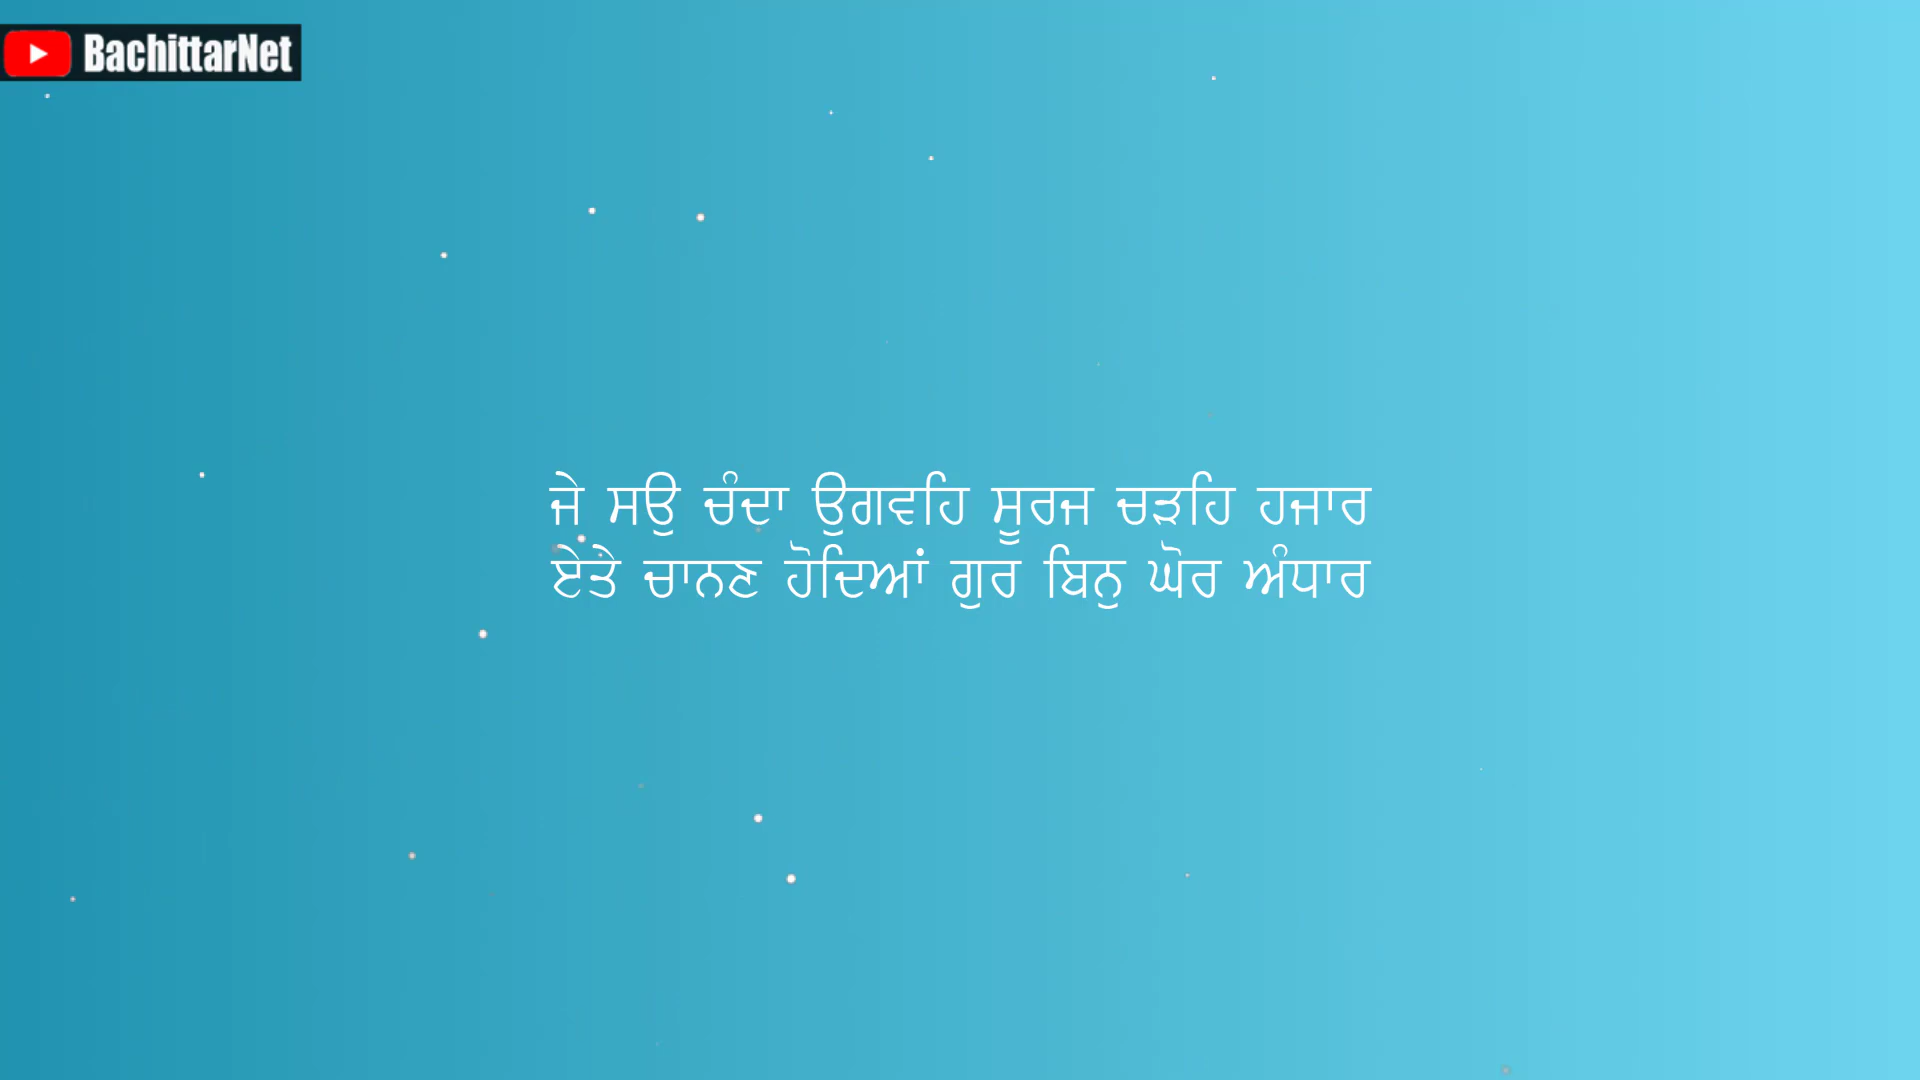 BachittarNet
ਜੇ ਸਉ ਚੰਦਾ ਉਗਵਹਿ ਸੂਰਜ ਚੜਹਿ ਹਜਾਰ
ਏਤੇ ਚਾਨਣ ਹੋਦਿਆਂ ਗੁਰ ਬਿਨੁ ਘੋਰ ਅੰਧਾਰ